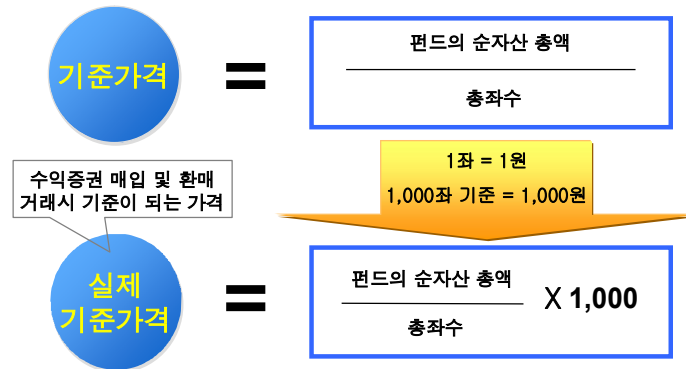 기준가격
=
펀드의 순자산 총액
총좌수
1좌 = 1원
1,000좌 기준 = 1,000원
수익증권 매입 및 환매
거래시 기준이 되는 가격
실제
기준가격
=
펀드의 순자산 총액
총좌수
X 1,000